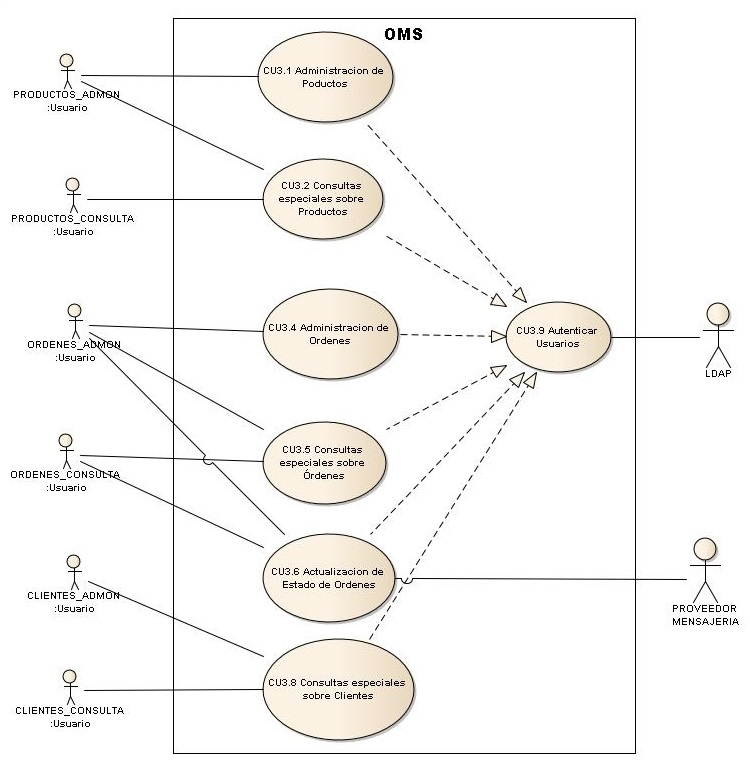 OMS
PRODUCTOS_ADMON
:Usuario
CU3.1 Administracion de
Poductos
PRODUCTOS_CONSULTA
:Usuario
CU3.2 Consultas
especiales sobre
Productos
ORDENES_ADMON
:Usuario
CU3.4 Administracion de
Ordenes
CU3.9 Autenticar
Usuarios
LDAP
ORDENES_CONSULTA
:Usuario
CU3.5 Consultas
especiales sobre
Órdenes
CLIENTES_ADMON
:Usuario
CU3.6 Actualizacion de
Estado de Ordenes
PROVEEDOR
MENSAJERIA
CLIENTES_CONSULTA
:Usuario
CU3.8 Consultas especiales
sobre Clientes